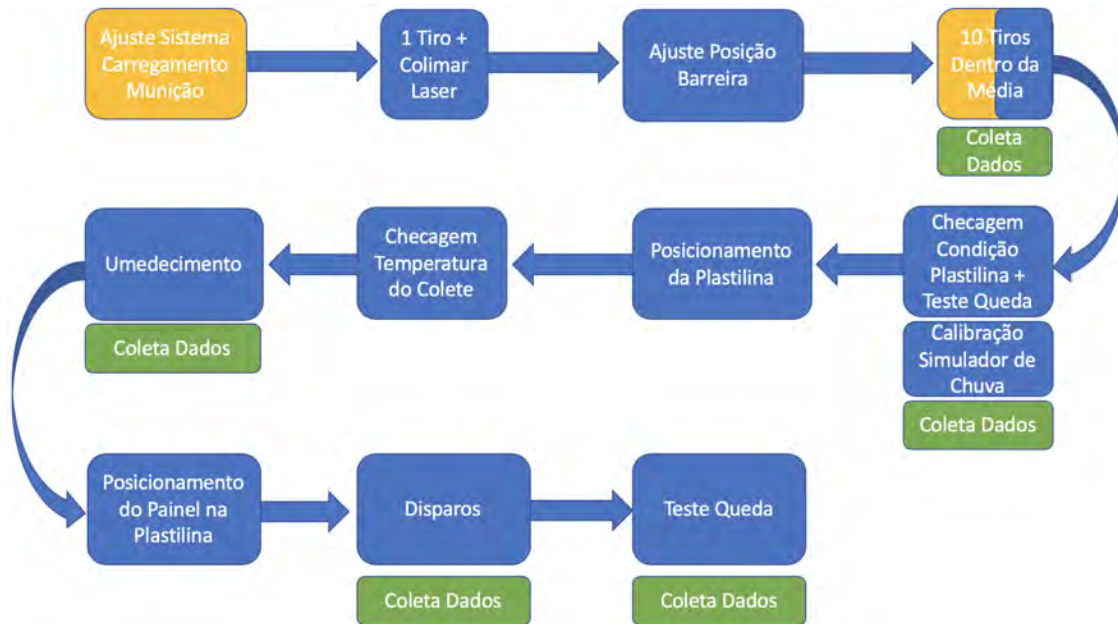 Ajuste Sistema
Carregamento
Munição
1 Tiro +
Colimar
Laser
Ajuste Posição
Barreira
10 Tiros
Dentro da
Média
Coleta
Dados
Checagem
Condição
Plastilina +
Teste Queda
Calibração
Simulador de
Chuva
Coleta Dados
Posicionamento
da Plastilina
Checagem
Temperatura
do Colete
Umedecimento
Coleta Dados
Posicionamento
do Painel na
Plastilina
Disparos
Coleta Dados
Teste Queda
Coleta Dados